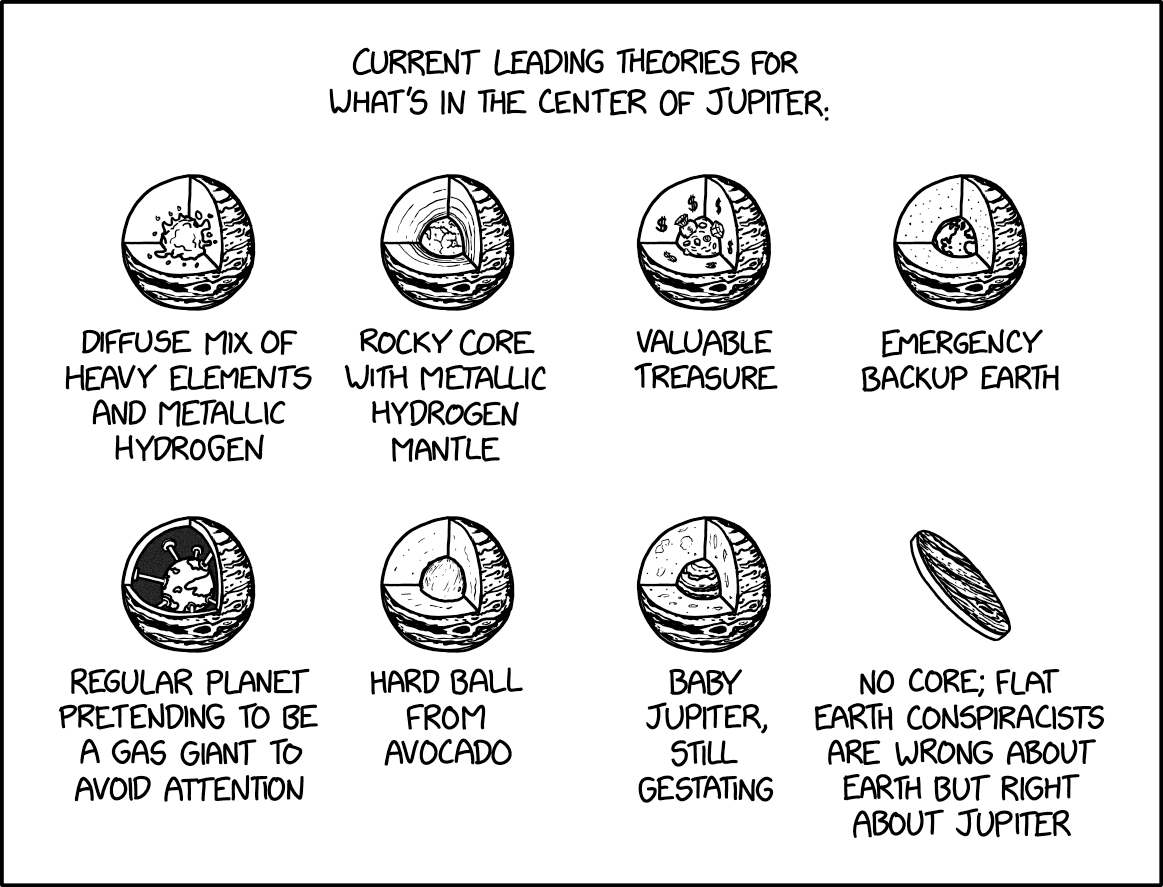 CURRENT LEADING THEORIES FOR
WHAT'S IN THE CENTER OF JUPITER:
DIFFUSE MIX OF
HEAVY ELEMENTS
AND METALLIC
HYDROGEN
ROCKY CORE
WITH METALLIC
HYDROGEN
MANTLE
VALUABLE
TREASURE
EMERGENCY
BACKUP EARTH
REGULAR PLANET
PRETENDING TO BE
A GAS GIANT TO
AVOID ATTENTION
HARD BALL
FROM
AVOCADO
BABY
JUPITER,
STILL
GESTATING
NO CORE; FLAT
EARTH CONSPIRACISTS
ARE WRONG ABOUT
EARTH BUT RIGHT
ABOUT JUPITER